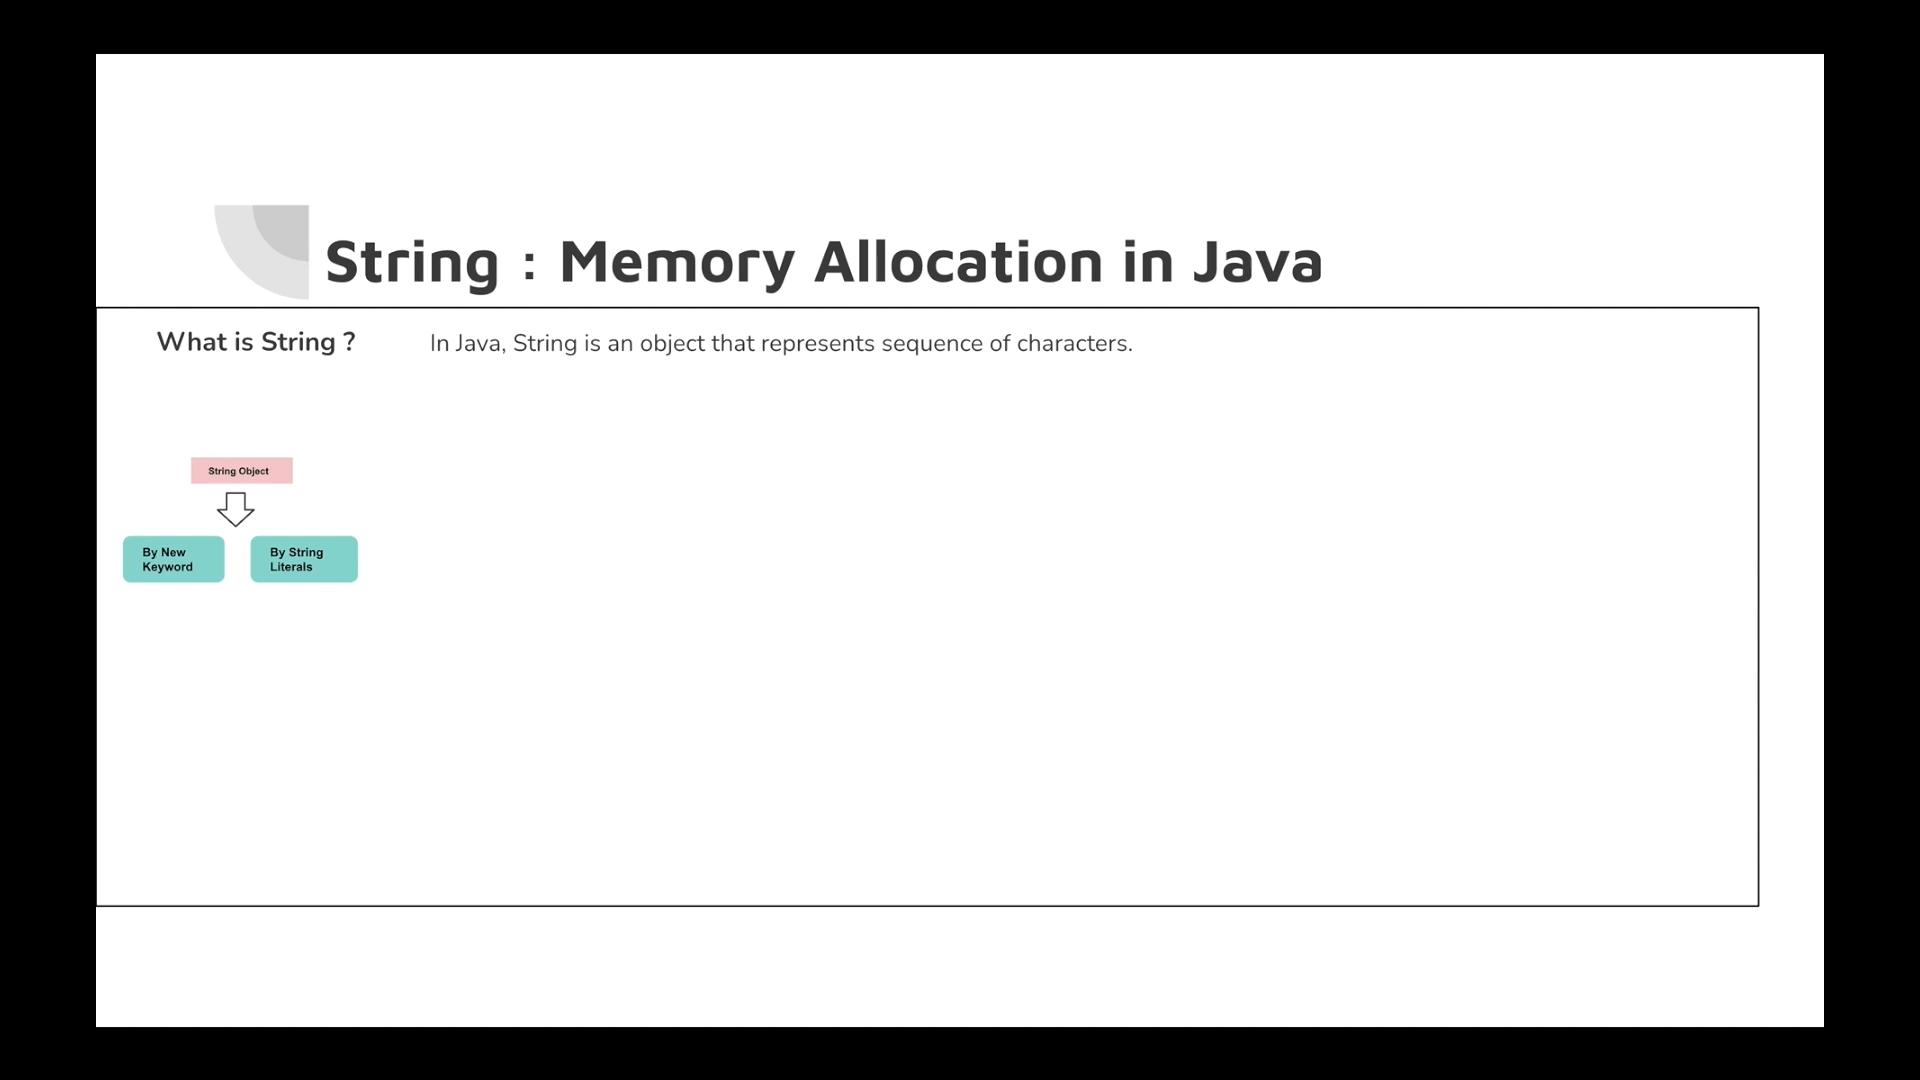 String : Memory Allocation in Java
What is String ?
In Java, String is an object that represents sequence of characters.
String Object
By New
Keyword
By String
Literals